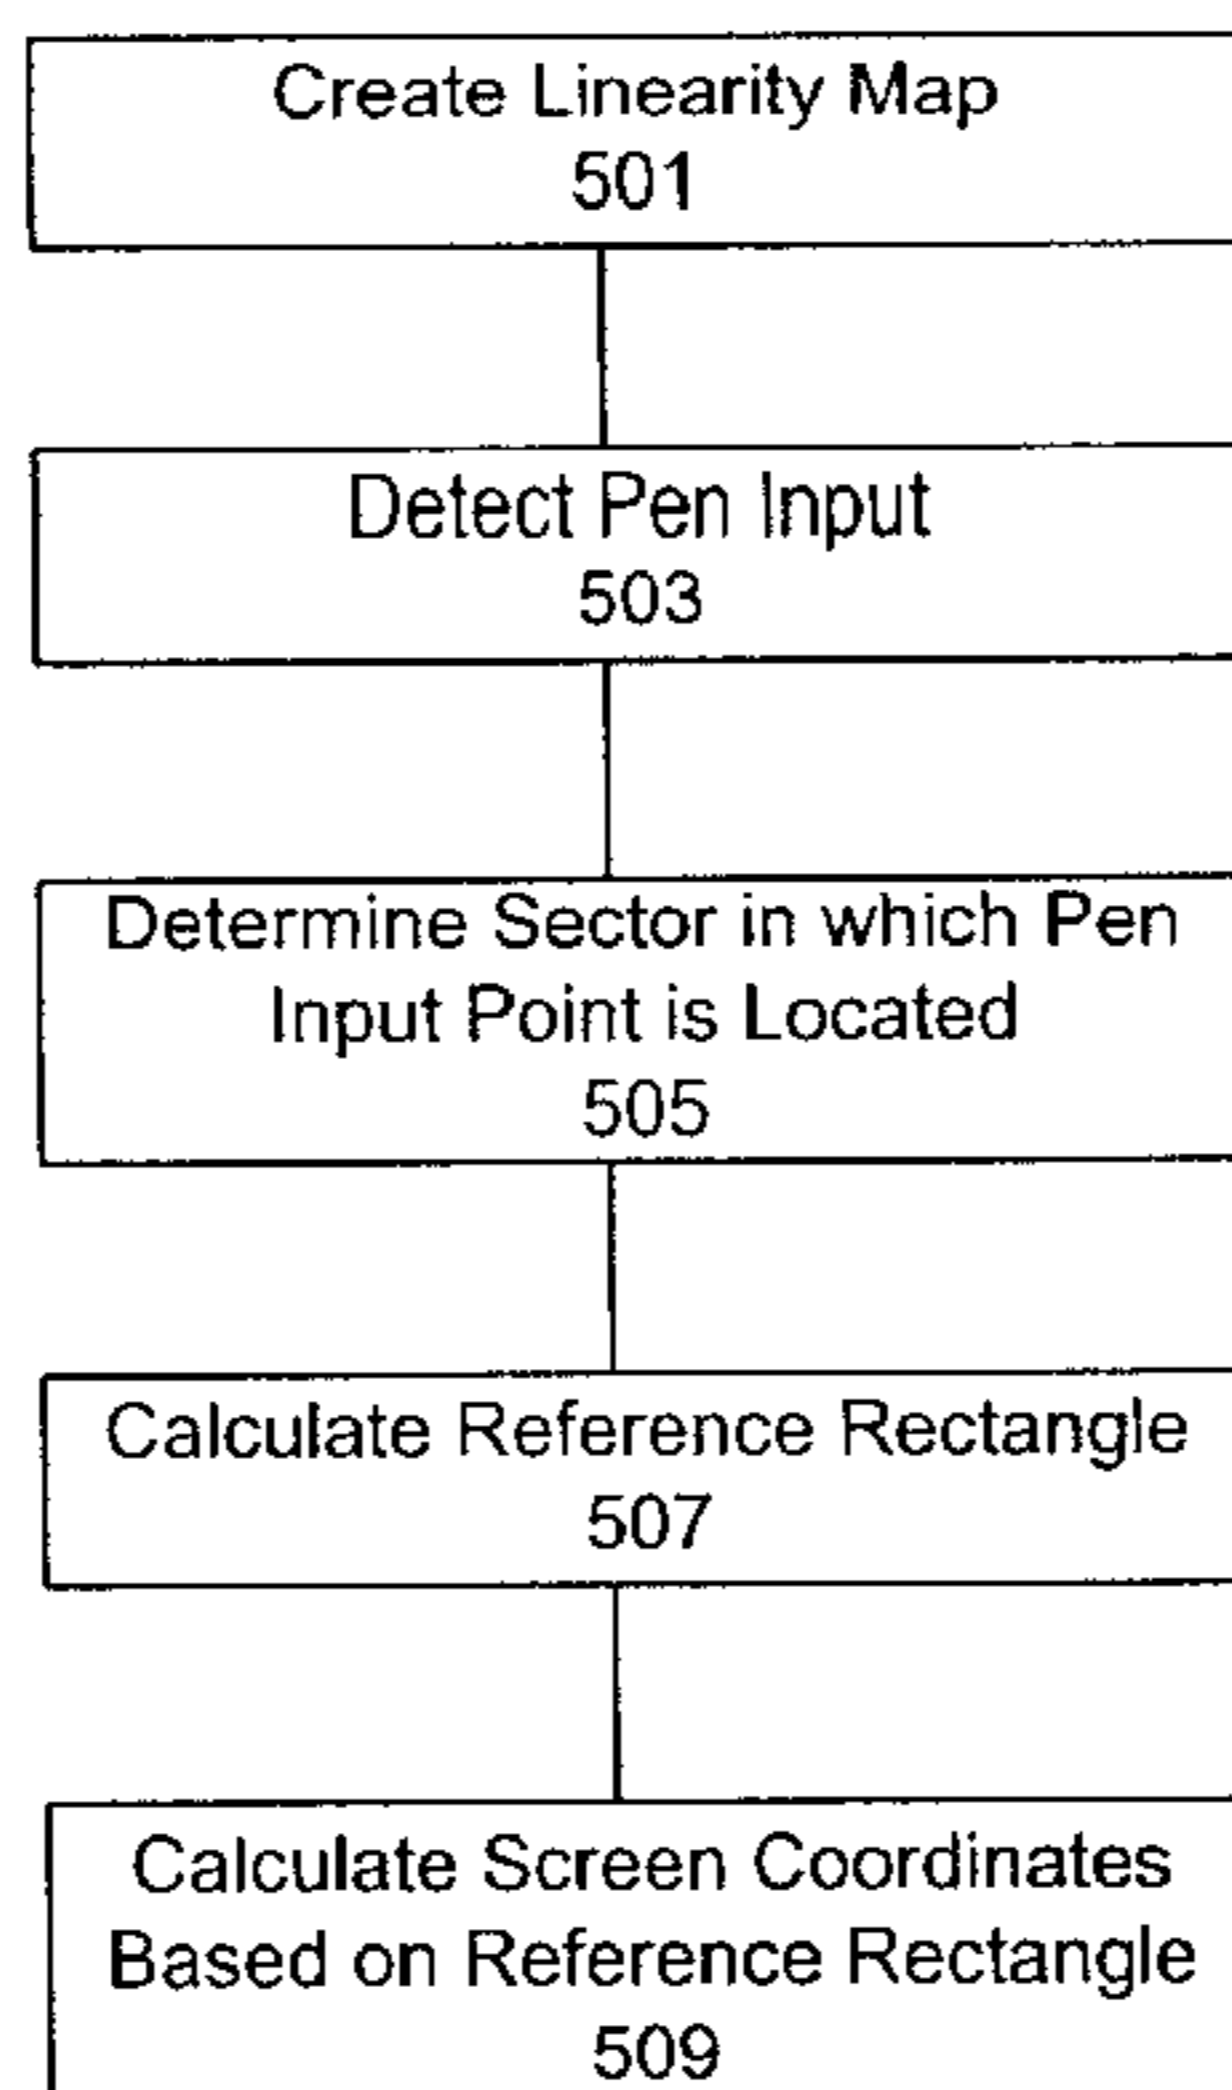 Create Linearity Map
501
Detect Pen Input
503
Determine Sector in which Pen
Input Point is Located
505
Calculate Reference Rectangle
507
Calculate Screen Coordinates
Based on Reference Rectangle
509